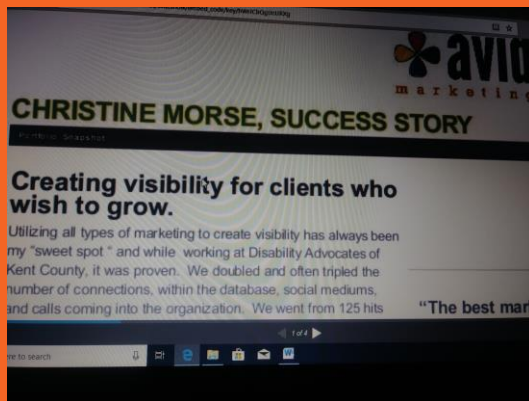 avid
marketing
CHRISTINE MORSE, SUCCESS STORY
Portfolio Snapshot
Creating visibility for clients who
wish to grow.
Utilizing all types of marketing to create visibility has always been
my "sweet spot " and while working at Disability Advocates of
Kent County, it was proven. We doubled and often tripled the
number of connections, within the database, social mediums,
and calls coming into the organization. We went from 125 hits
"The best mar
1 of 4
ere to search